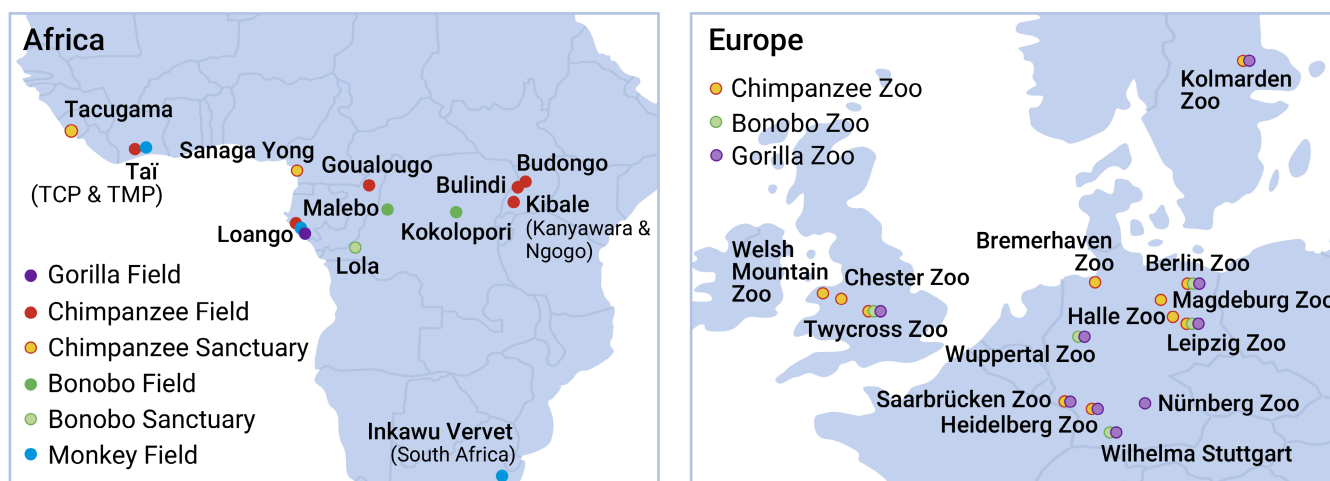 Africa
Tacugama
Taï
(TCP & TMP)
Sanaga Yong
Goualougo
Budongo
Bulindi
Malebo
Kibale
(Kanyawara &
Ngogo)
Kokolopori
Loango
Lola
Gorilla Field
Chimpanzee Field
Chimpanzee Sanctuary
Bonobo Field
Bonobo Sanctuary
Monkey Field
Inkawu Vervet
(South Africa)
Europe
Chimpanzee Zoo
Bonobo Zoo
Gorilla Zoo
Kolmarden
Zoo
Welsh
Mountain
Zoo
Chester Zoo
Twycross Zoo
Bremerhaven
Zoo
Berlin Zoo
Magdeburg Zoo
Halle Zoo
Leipzig Zoo
Wuppertal Zoo
Saarbrücken Zoo
Nürnberg Zoo
Heidelberg Zoo
Wilhelma Stuttgart